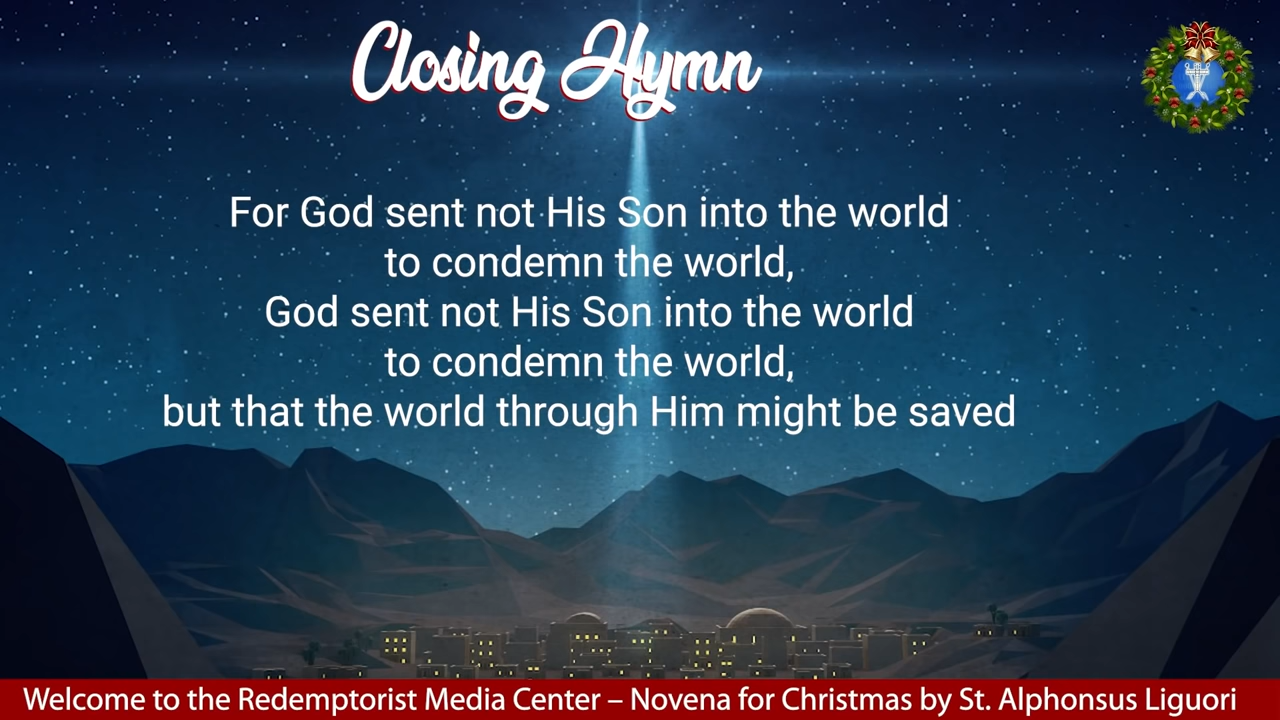 Closing Hymn
For God sent not His Son into the world
to condemn the world,
God sent not His Son into the world
to condemn the world,
but that the world through Him might be saved
Welcome to the Redemptorist Media Center – Novena for Christmas by St. Alphonsus Liguori